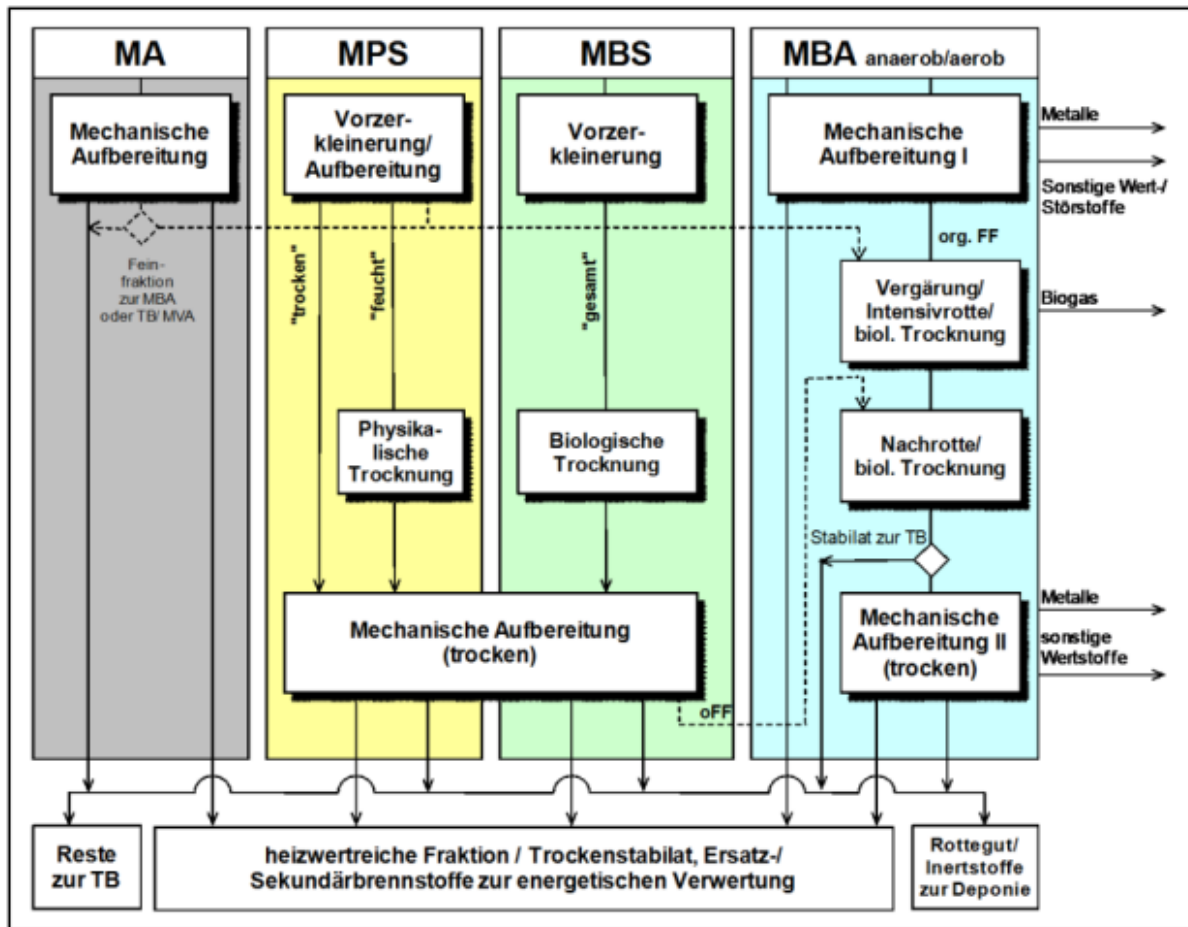 MA
MPS
MBS
MBA anaerob/aerob
Mechanische
Aufbereitung
Vorzer-
kleinerung/
Aufbereitung
Vorzer-
kleinerung
Mechanische
Aufbereitung I
Metalle
Sonstige Wert-/
Störstoffe
Fein-
fraktion
zur MBA
oder TB/ MVA
"trocken"
"feucht"
"gesamt"
org. FF
Vergärung/
Intensivrotte/
biol. Trocknung
Biogas
Physika-
lische
Trocknung
Biologische
Trocknung
Nachrotte/
biol. Trocknung
Stabilat zur TB
Mechanische Aufbereitung
(trocken)
oFF
Mechanische
Aufbereitung II
(trocken)
Metalle
sonstige
Wertstoffe
Reste
zur TB
heizwertreiche Fraktion / Trockenstabilat, Ersatz-/
Sekundärbrennstoffe zur energetischen Verwertung
Rottegut/
Inertstoffe
zur Deponie